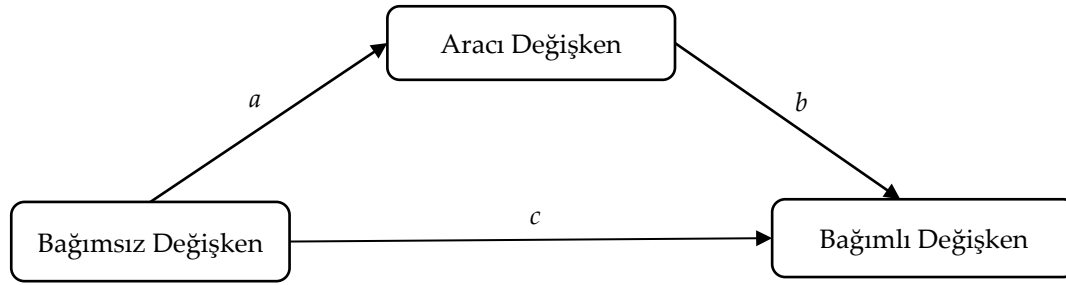 Aracı Değişken
a
b
c
Bağımsız Değişken
Bağımlı Değişken